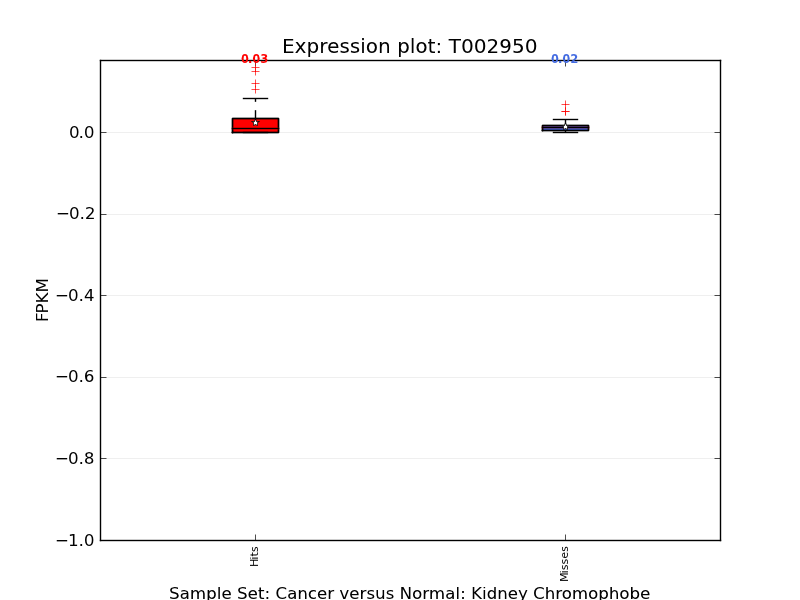 Expression plot: T002950
0.03
0.02
0.0
−0.2
−0.4
−0.6
−0.8
−1.0
FPKM
Hits
Misses
Sample Set: Cancer versus Normal: Kidney Chromophobe